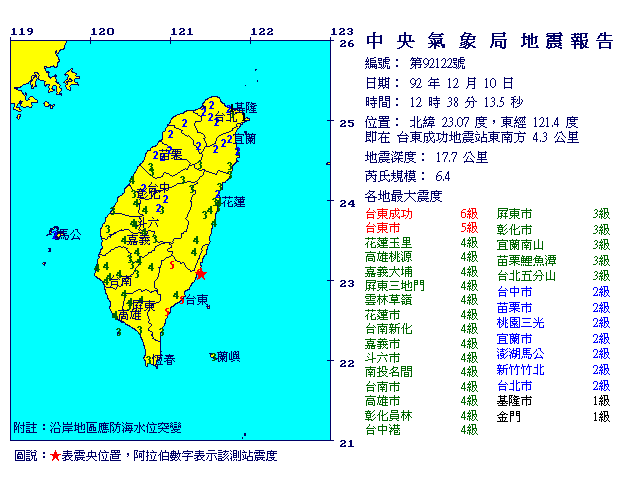 119 120 121 122 123
26
25
24
23
22
21
基隆
台北
宜蘭
苗栗
台中
彰化
花蓮
斗六
馬公
嘉義
台南
台東
屏東
高雄
恆春
蘭嶼
附註：沿岸地區應防海水位突變
圖說：★表震央位置，阿拉伯數字表示該測站震度
中央氣象局地震報告
編號： 第92122號
日期： 92 年 12 月 10 日
時間： 12 時 38 分 13.5 秒
位置： 北緯 23.07 度，東經 121.4 度
即在 台東成功地震站東南方 4.3 公里
地震深度： 17.7 公里
芮氏規模： 6.4
各地最大震度
台東成功 6級
台東市 5級
花蓮玉里 4級
高雄桃源 4級
嘉義大埔 4級
屏東三地門 4級
雲林草嶺 4級
花蓮市 4級
台南新化 4級
嘉義市 4級
斗六市 4級
南投名間 4級
台南市 4級
高雄市 4級
彰化員林 4級
台中港 4級
屏東市 3級
彰化市 3級
宜蘭南山 3級
苗栗鯉魚潭 3級
台北五分山 3級
台中市 2級
苗栗市 2級
桃園三光 2級
宜蘭市 2級
澎湖馬公 2級
新竹竹北 2級
台北市 2級
基隆市 1級
金門 1級